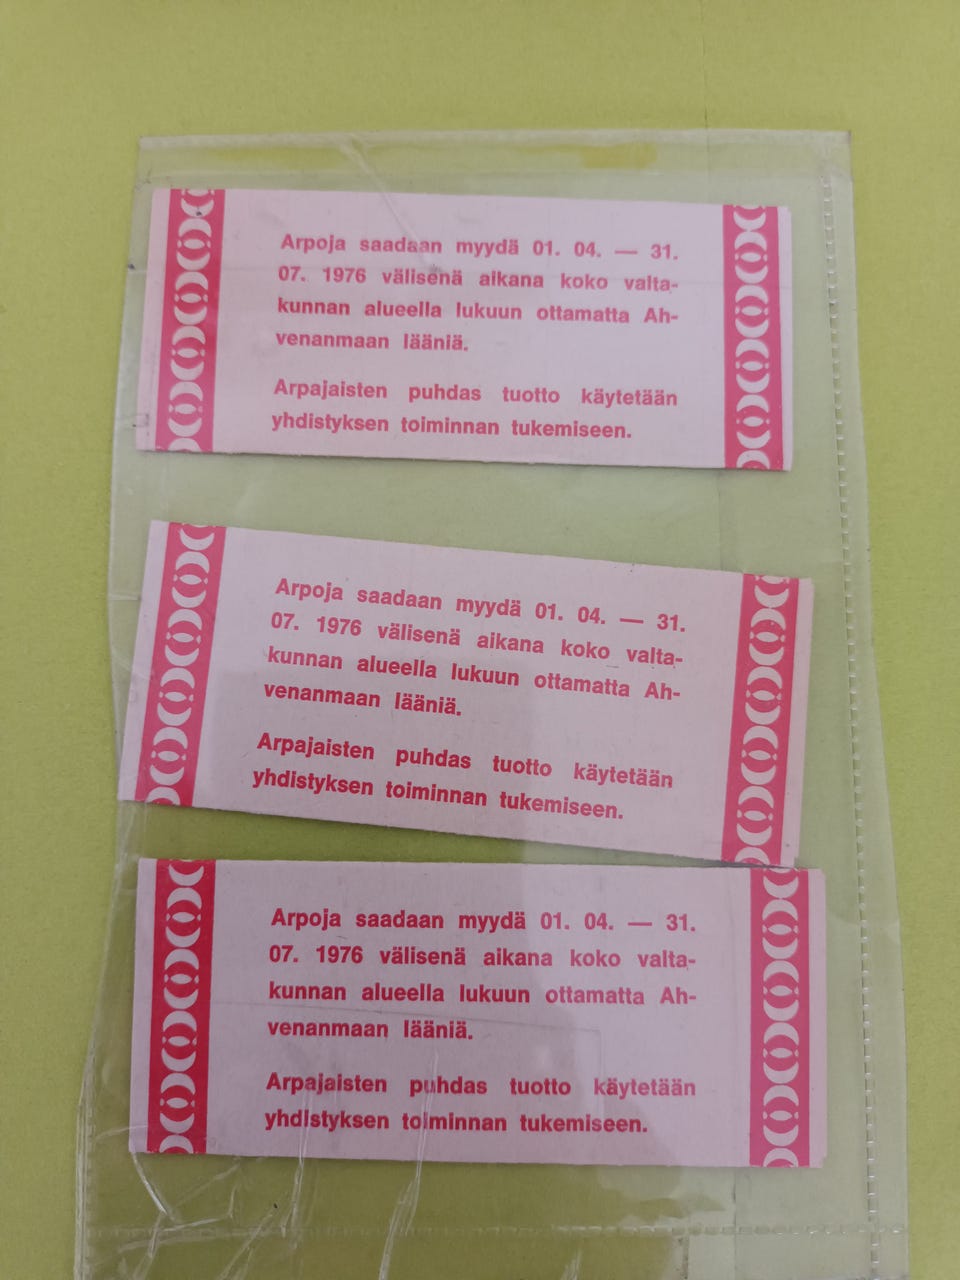 Arpoja saadaan myydä 01. 04. — 31.
07. 1976 välisenä aikana koko valta-
kunnan alueella lukuun ottamatta Ah-
venanmaan lääniä.
Arpajaisten puhdas tuotto käytetään
yhdistyksen toiminnan tukemiseen.
Arpoja saadaan myydä 01. 04. — 31.
07. 1976 välisenä aikana koko valta-
kunnan alueella lukuun ottamatta Ah-
venanmaan lääniä.
Arpajaisten puhdas tuotto käytetään
yhdistyksen toiminnan tukemiseen.
Arpoja saadaan myydä 01. 04. — 31.
07. 1976 välisenä aikana koko valta-
kunnan alueella lukuun ottamatta Ah-
venanmaan lääniä.
Arpajaisten puhdas tuotto käytetään
yhdistyksen toiminnan tukemiseen.